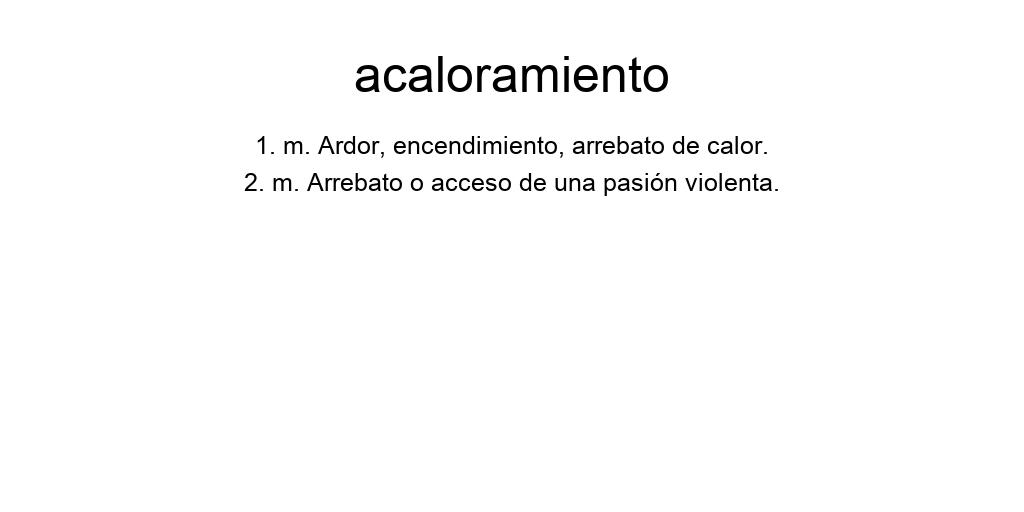 acaloramiento
1. m. Ardor, encendimiento, arrebato de calor.
2. m. Arrebato o acceso de una pasión violenta.